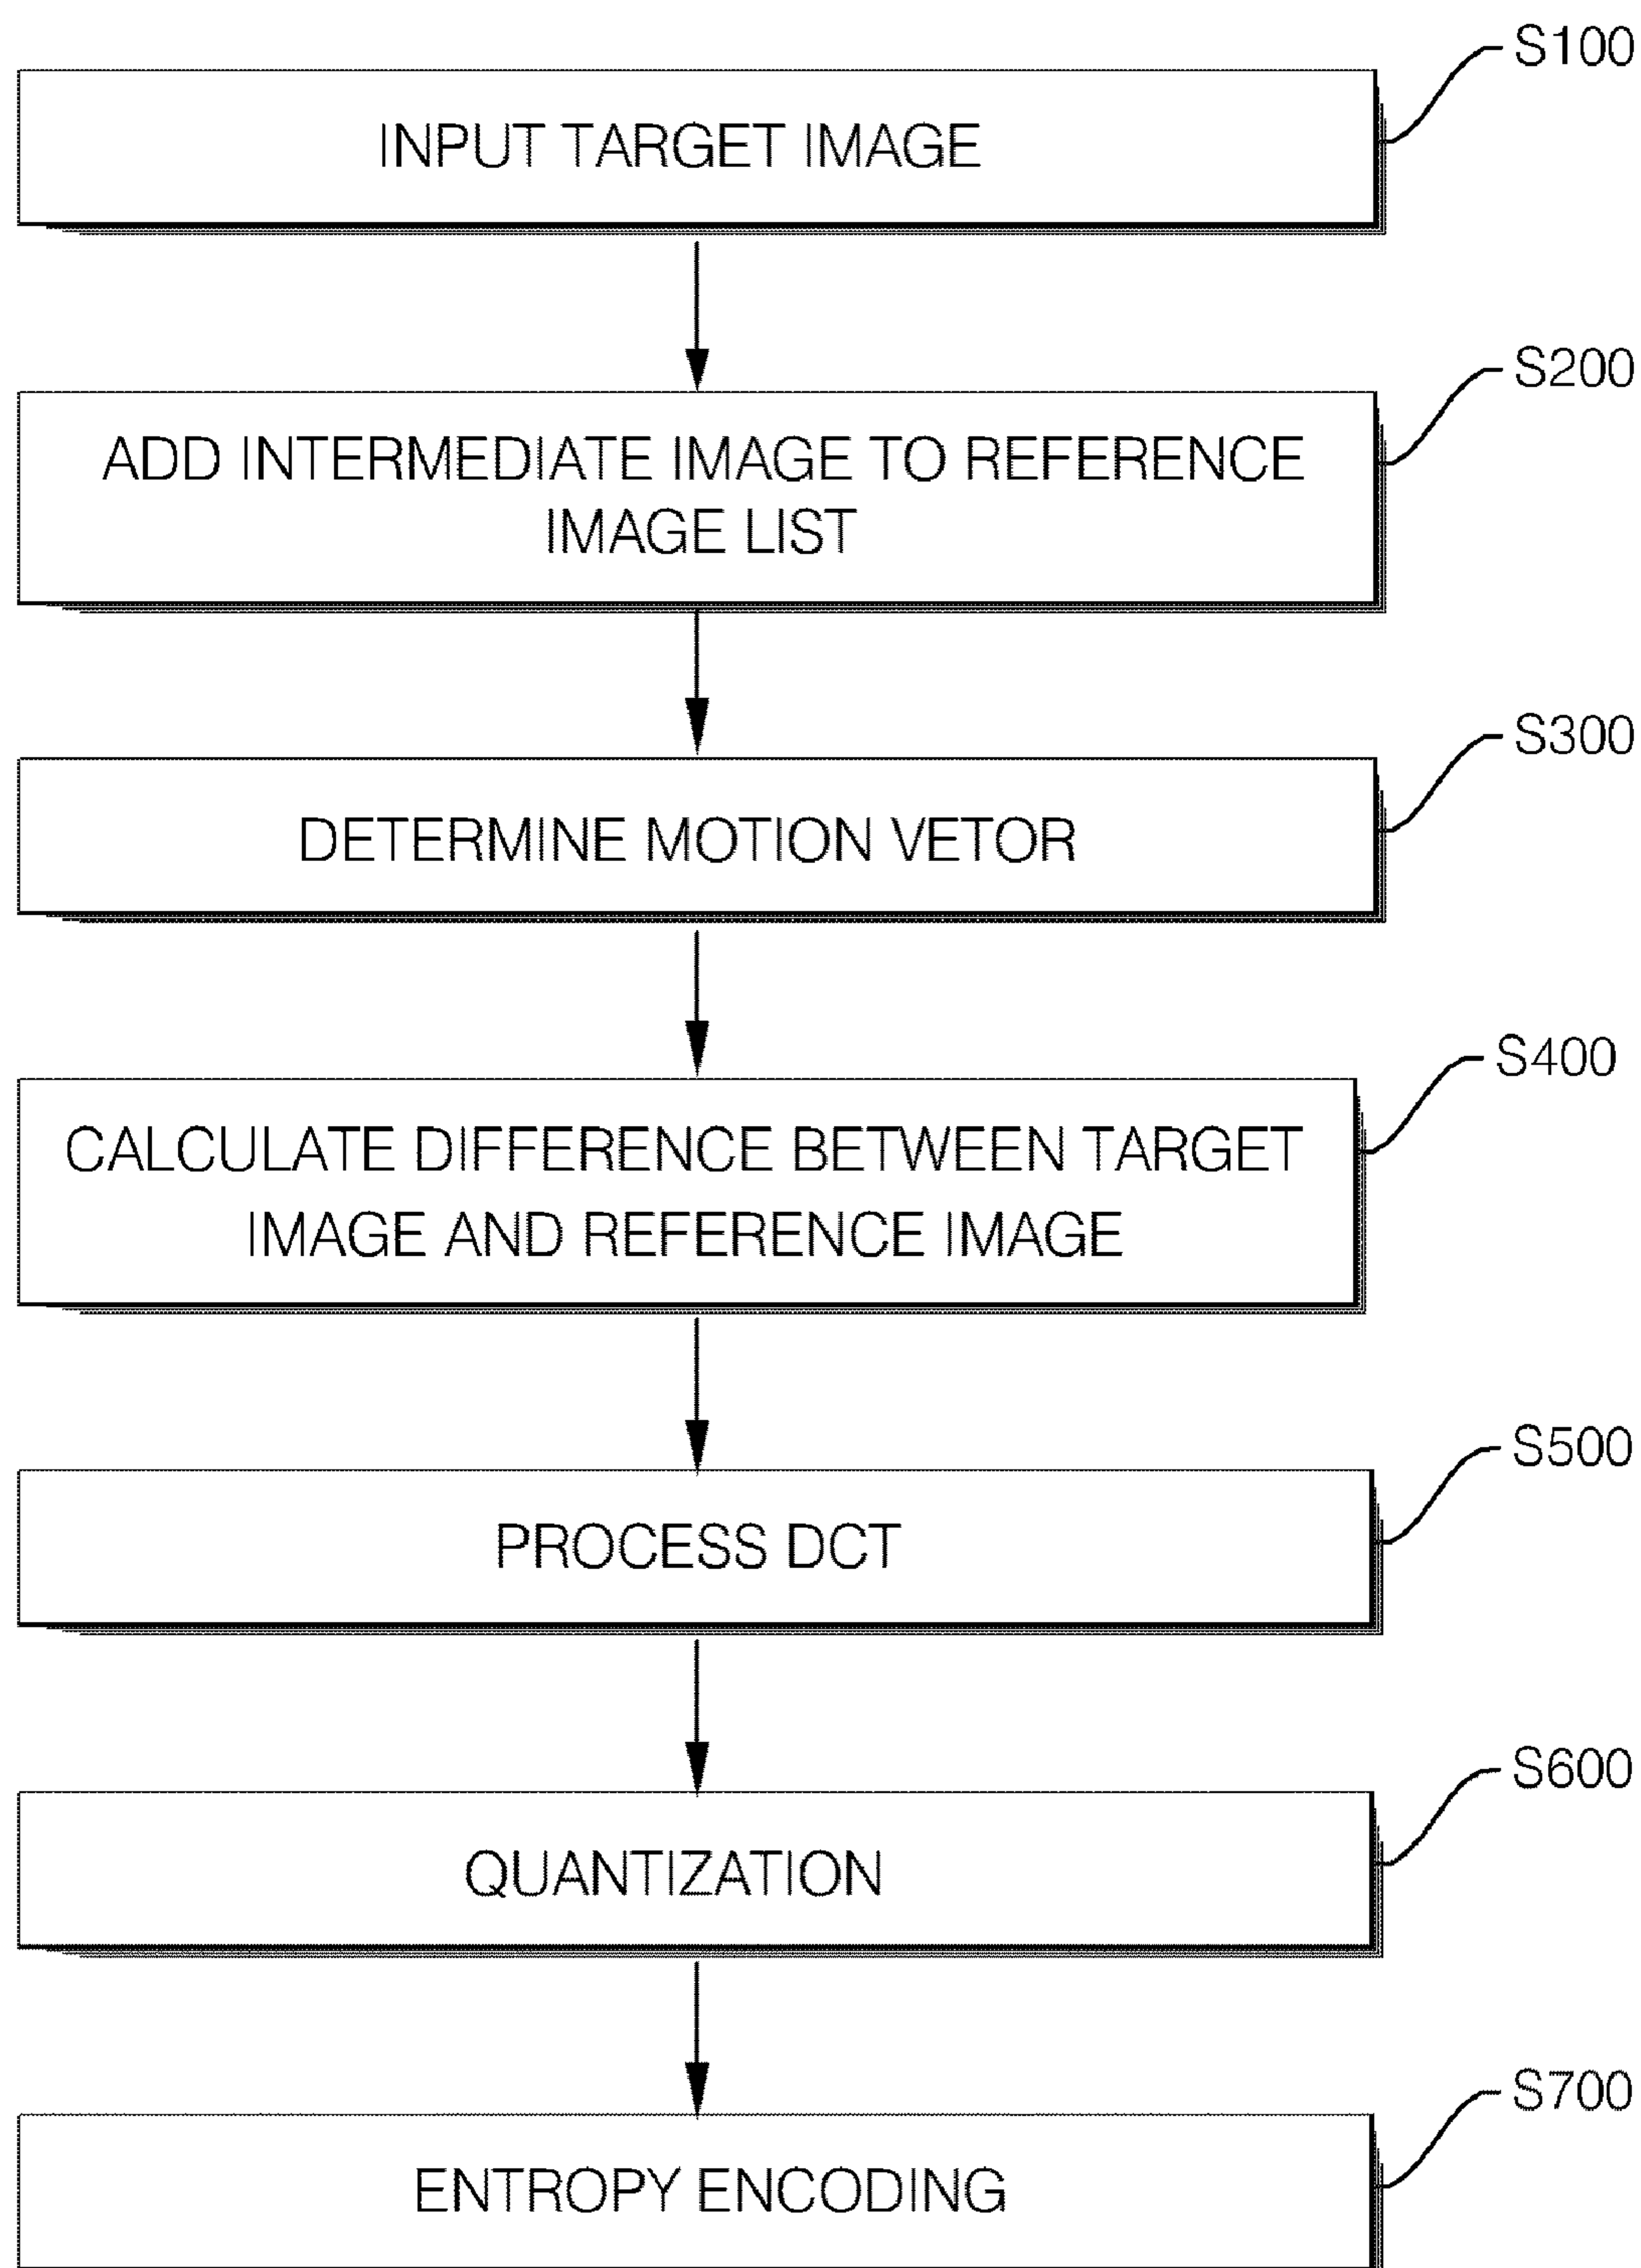 S100
INPUT TARGET IMAGE
S200
ADD INTERMEDIATE IMAGE TO REFERENCE
IMAGE LIST
S300
DETERMINE MOTION VETOR
S400
CALCULATE DIFFERENCE BETWEEN TARGET
IMAGE AND REFERENCE IMAGE
S500
PROCESS DCT
S600
QUANTIZATION
S700
ENTROPY ENCODING